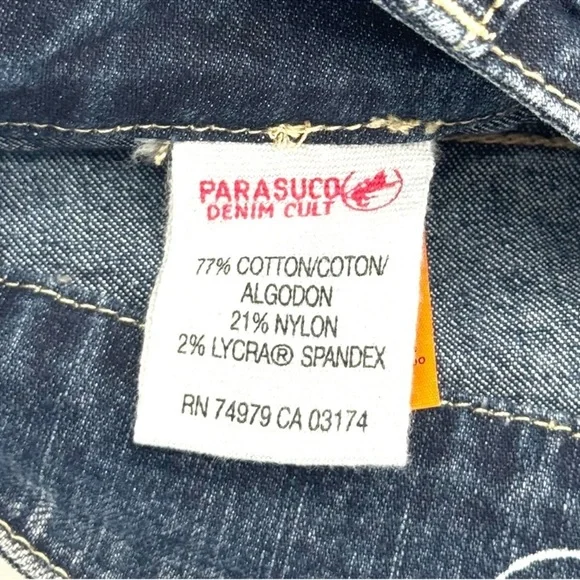 PARASUCO
DENIM CULT
77% COTTON/COTON/
ALGODON
21% NYLON
2% LYCRA® SPANDEX
RN 74979 CA 03174